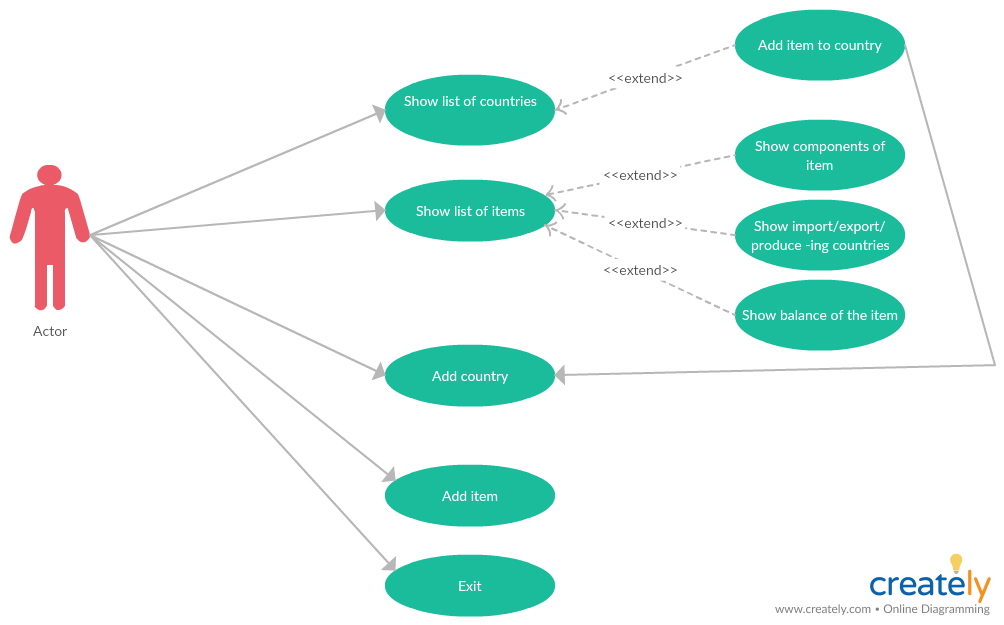 Add item to country
<<extend>>
Show list of countries
Show components of
item
<<extend>>
Show list of items
<<extend>>
Show import/export/
produce -ing countries
<<extend>>
Show balance of the item
Actor
Add country
Add item
Exit
creately
www.creately.com • Online Diagramming